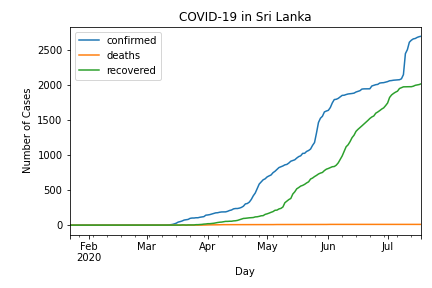 COVID-19 in Sri Lanka
confirmed
deaths
recovered
2500
2000
1500
1000
500
0
Number of Cases
Feb
2020
Mar
Apr
May
Jun
Jul
Day